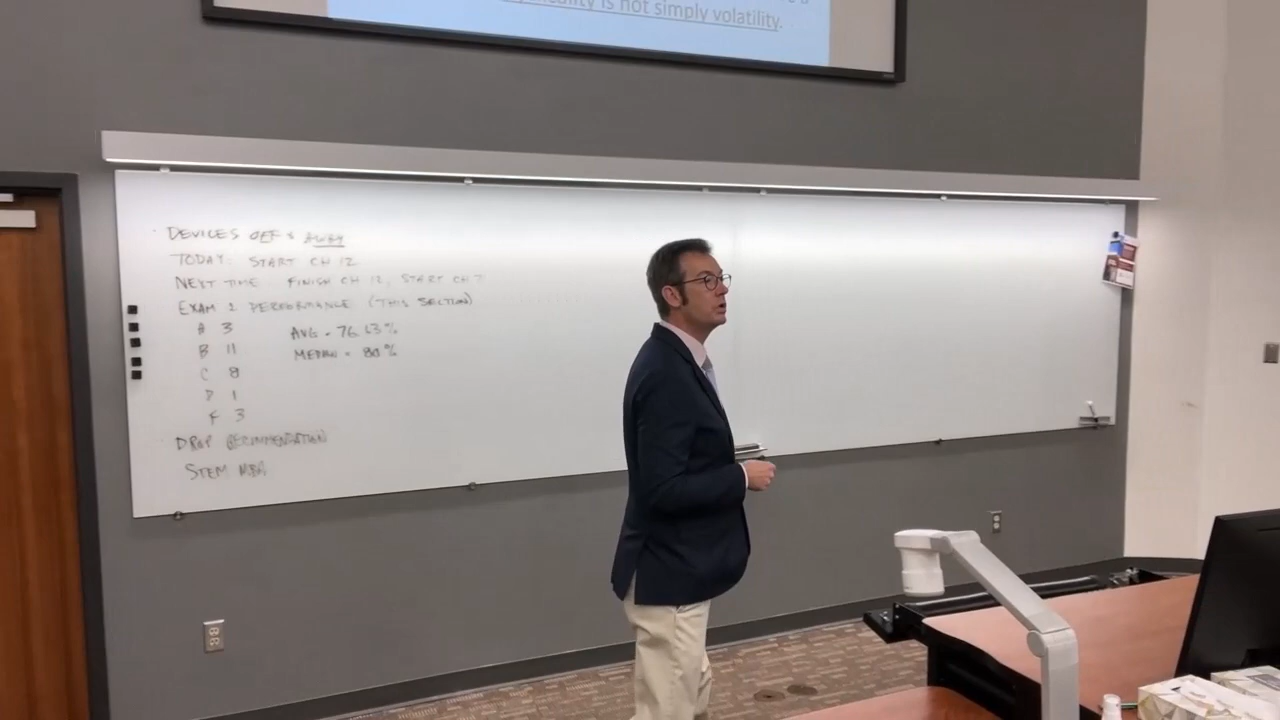 is not simply volatility.
DEVICES OFF & AWAY
TODAY: START CH 12
NEXT TIME FINISH CH 12, START CH
EXAM 2 PERFORMANCE (THIS SECTION)
A 3 AVG = 76.63%
B 11 MEDIAN = 80%
C 8
D 1
F 3
DROP
STEM MBA